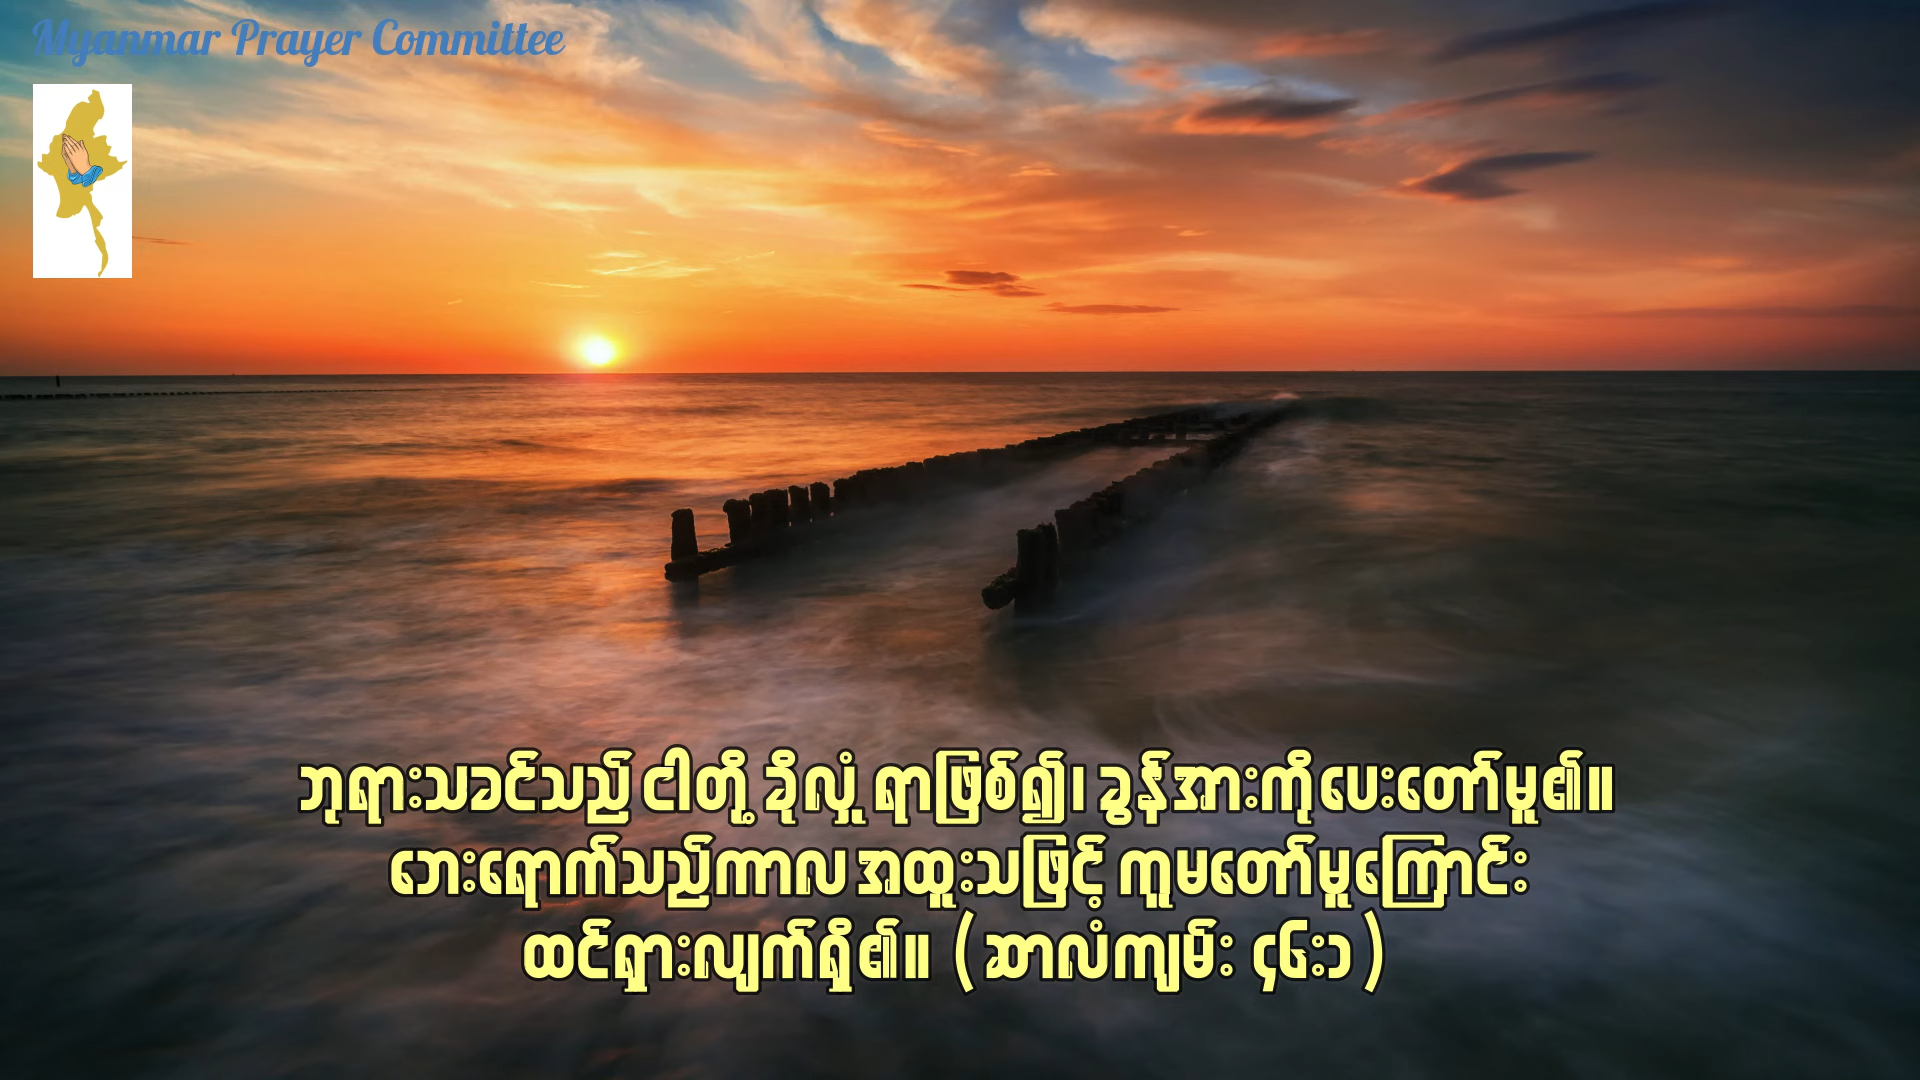 Myanmar Prayer Committee
ဘုရားသခင်သည် ငါတို့ ခိုလှုံ ရာဖြစ်၍၊ ခွန်အားကိုပေးတော်မူ၏။
ဘေးရောက်သည်ကာလ အထူးသဖြင့် ကူမတော်မူကြောင်း
ထင်ရှားလျက်ရှိ၏။ (ဆာလံကျမ်း ၄၆း၁)